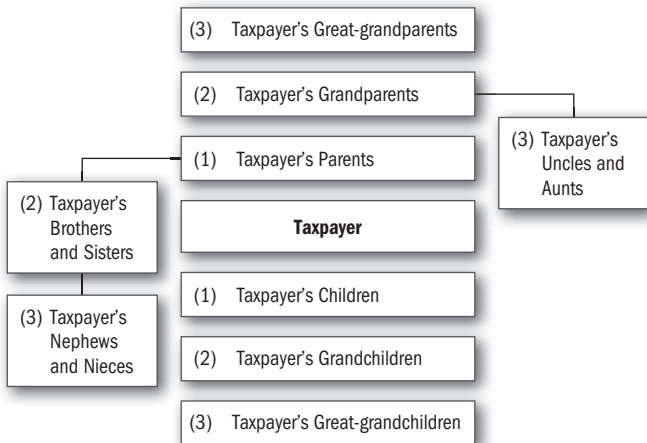 (3) Taxpayer’s Great-grandparents
(2) Taxpayer’s Grandparents
(3) Taxpayer’s
Uncles and
Aunts
(1) Taxpayer’s Parents
(2) Taxpayer’s
Brothers
and Sisters
Taxpayer
(1) Taxpayer’s Children
(3) Taxpayer’s
Nephews
and Nieces
(2) Taxpayer’s Grandchildren
(3) Taxpayer’s Great-grandchildren